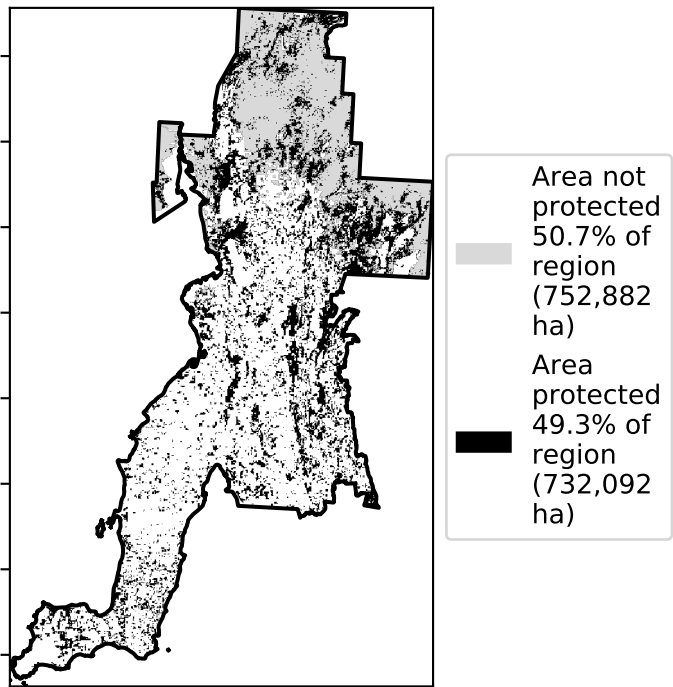 Area not
protected
50.7% of
region
(752,882
ha)
Area
protected
49.3% of
region
(732,092
ha)